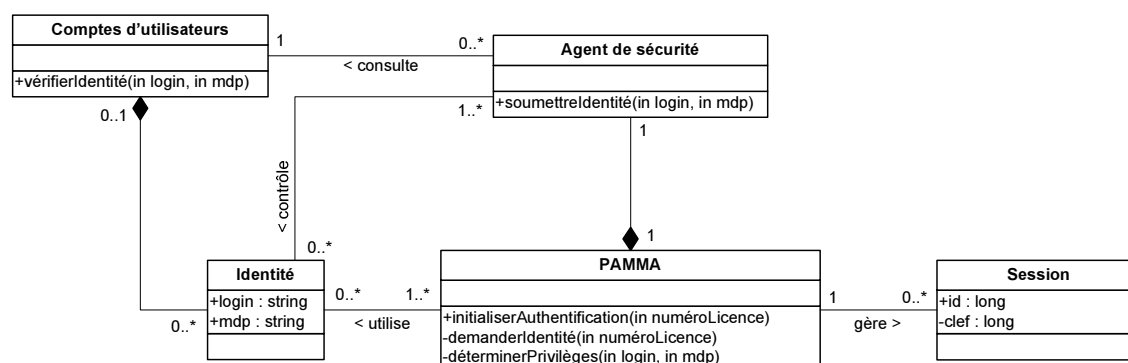 Comptes d'utilisateurs
+vérifierIdentité(in login, in mdp)
1
0..*
< consulte
Agent de sécurité
+soumettreIdentité(in login, in mdp)
0..1
1..*
1
< contrôle
0..*
1
Identité
+login : string
+mdp : string
0..*
0..*
1..*
< utilise
PAMMA
+initialiserAuthentification(in numéroLicence)
-demanderIdentité(in numéroLicence)
-déterminerPrivilèges(in login, in mdp)
1
0..*
gère >
Session
+id : long
-clef : long